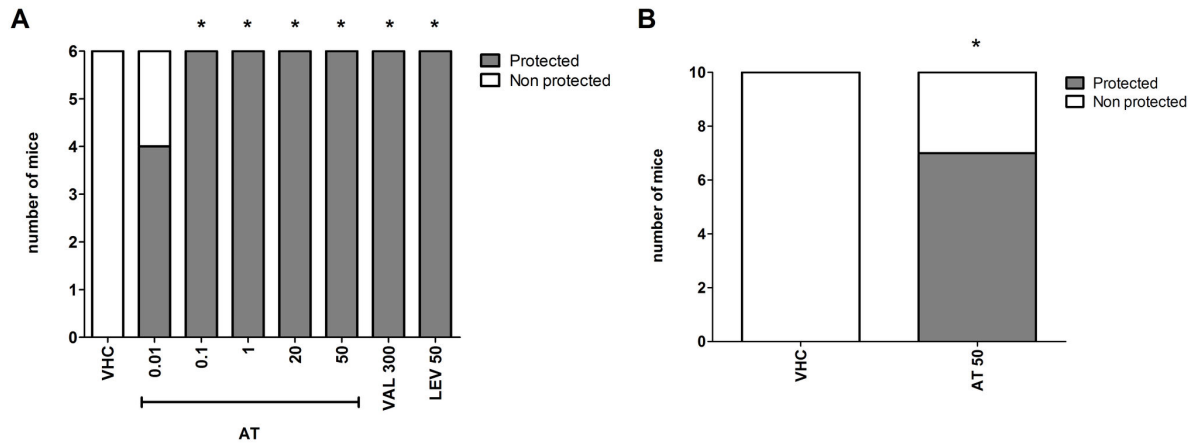 A
* * * * * *
Protected
Non protected
number of mice
6
5
4
3
2
1
0
VHC
0.01
0.1
1
20
50
VAL 300
LEV 50
AT
B
*
Protected
Non protected
number of mice
10
8
6
4
2
0
VHC
AT 50